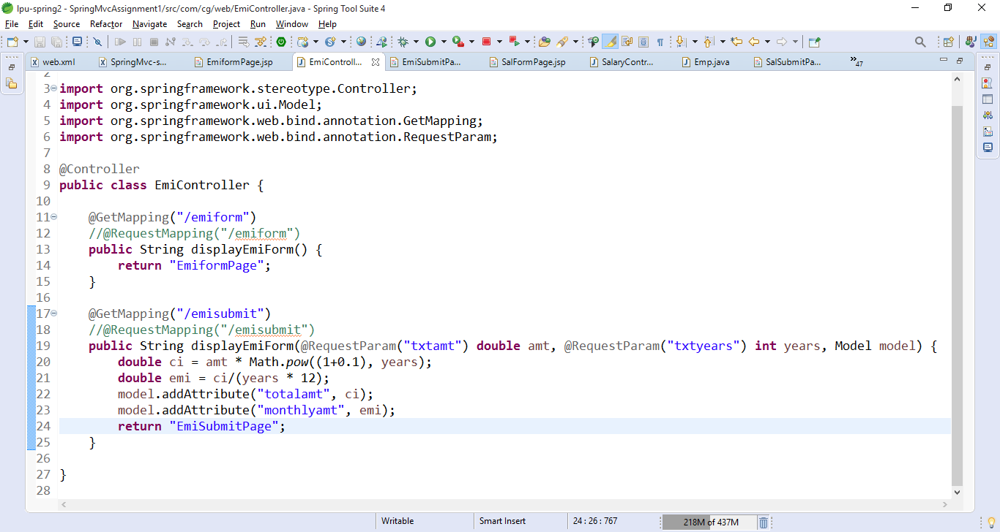 lpu-spring2 - SpringMvcAssignment1/src/com/cg/web/EmiController.java - Spring Tool Suite 4
File Edit Source Refactor Navigate Search Project Run Window Help
web.xml SpringMvc-s... EmiformPage.jsp EmiControll... EmiSubmitPa... SalFormPage.jsp SalaryContr... Emp.java SalSubmitPa... »47
2
3 import org.springframework.stereotype.Controller;
4 import org.springframework.ui.Model;
5 import org.springframework.web.bind.annotation.GetMapping;
6 import org.springframework.web.bind.annotation.RequestParam;
7
8 @Controller
9 public class EmiController {
10
11     @GetMapping("/emiform")
12     //@RequestMapping("/emiform")
13     public String displayEmiForm() {
14         return "EmiformPage";
15     }
16
17     @GetMapping("/emisubmit")
18     //@RequestMapping("/emisubmit")
19     public String displayEmiForm(@RequestParam("txtamt") double amt, @RequestParam("txtyears") int years, Model model) {
20         double ci = amt * Math.pow((1+0.1), years);
21         double emi = ci/(years * 12);
22         model.addAttribute("totalamt", ci);
23         model.addAttribute("monthlyamt", emi);
24         return "EmiSubmitPage";
25     }
26
27 }
28
Writable Smart Insert 24 : 26 : 767 218M of 437M